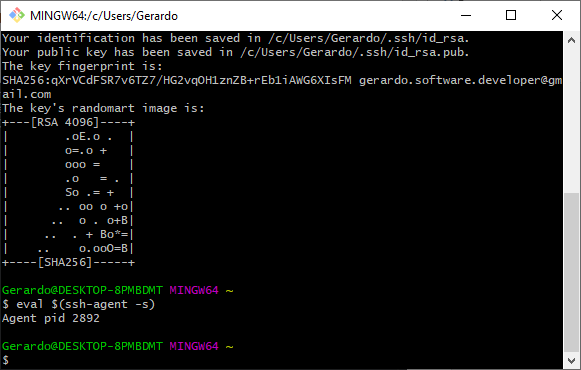 MINGW64:/c/Users/Gerardo
Your identification has been saved in /c/Users/Gerardo/.ssh/id_rsa.
Your public key has been saved in /c/Users/Gerardo/.ssh/id_rsa.pub.
The key fingerprint is:
SHA256:qXrVCdFSR7v6TZ7/HG2vqOH1znZB+rEb1iAWG6XIsFM gerardo.software.developer@gm
ail.com
The key's randomart image is:
+---[RSA 4096]----+
|        .oE.o .  |
|        o=.o +   |
|        ooo =    |
|        .o   = . |
|        So .= +  |
|       .. oo o +o|
|      ..  o . o+B|
|     ..  . + Bo*=|
|    ..     o.ooO=B|
+----[SHA256]-----+
Gerardo@DESKTOP-8PMBDMT MINGW64 ~
$ eval $(ssh-agent -s)
Agent pid 2892
Gerardo@DESKTOP-8PMBDMT MINGW64 ~
$